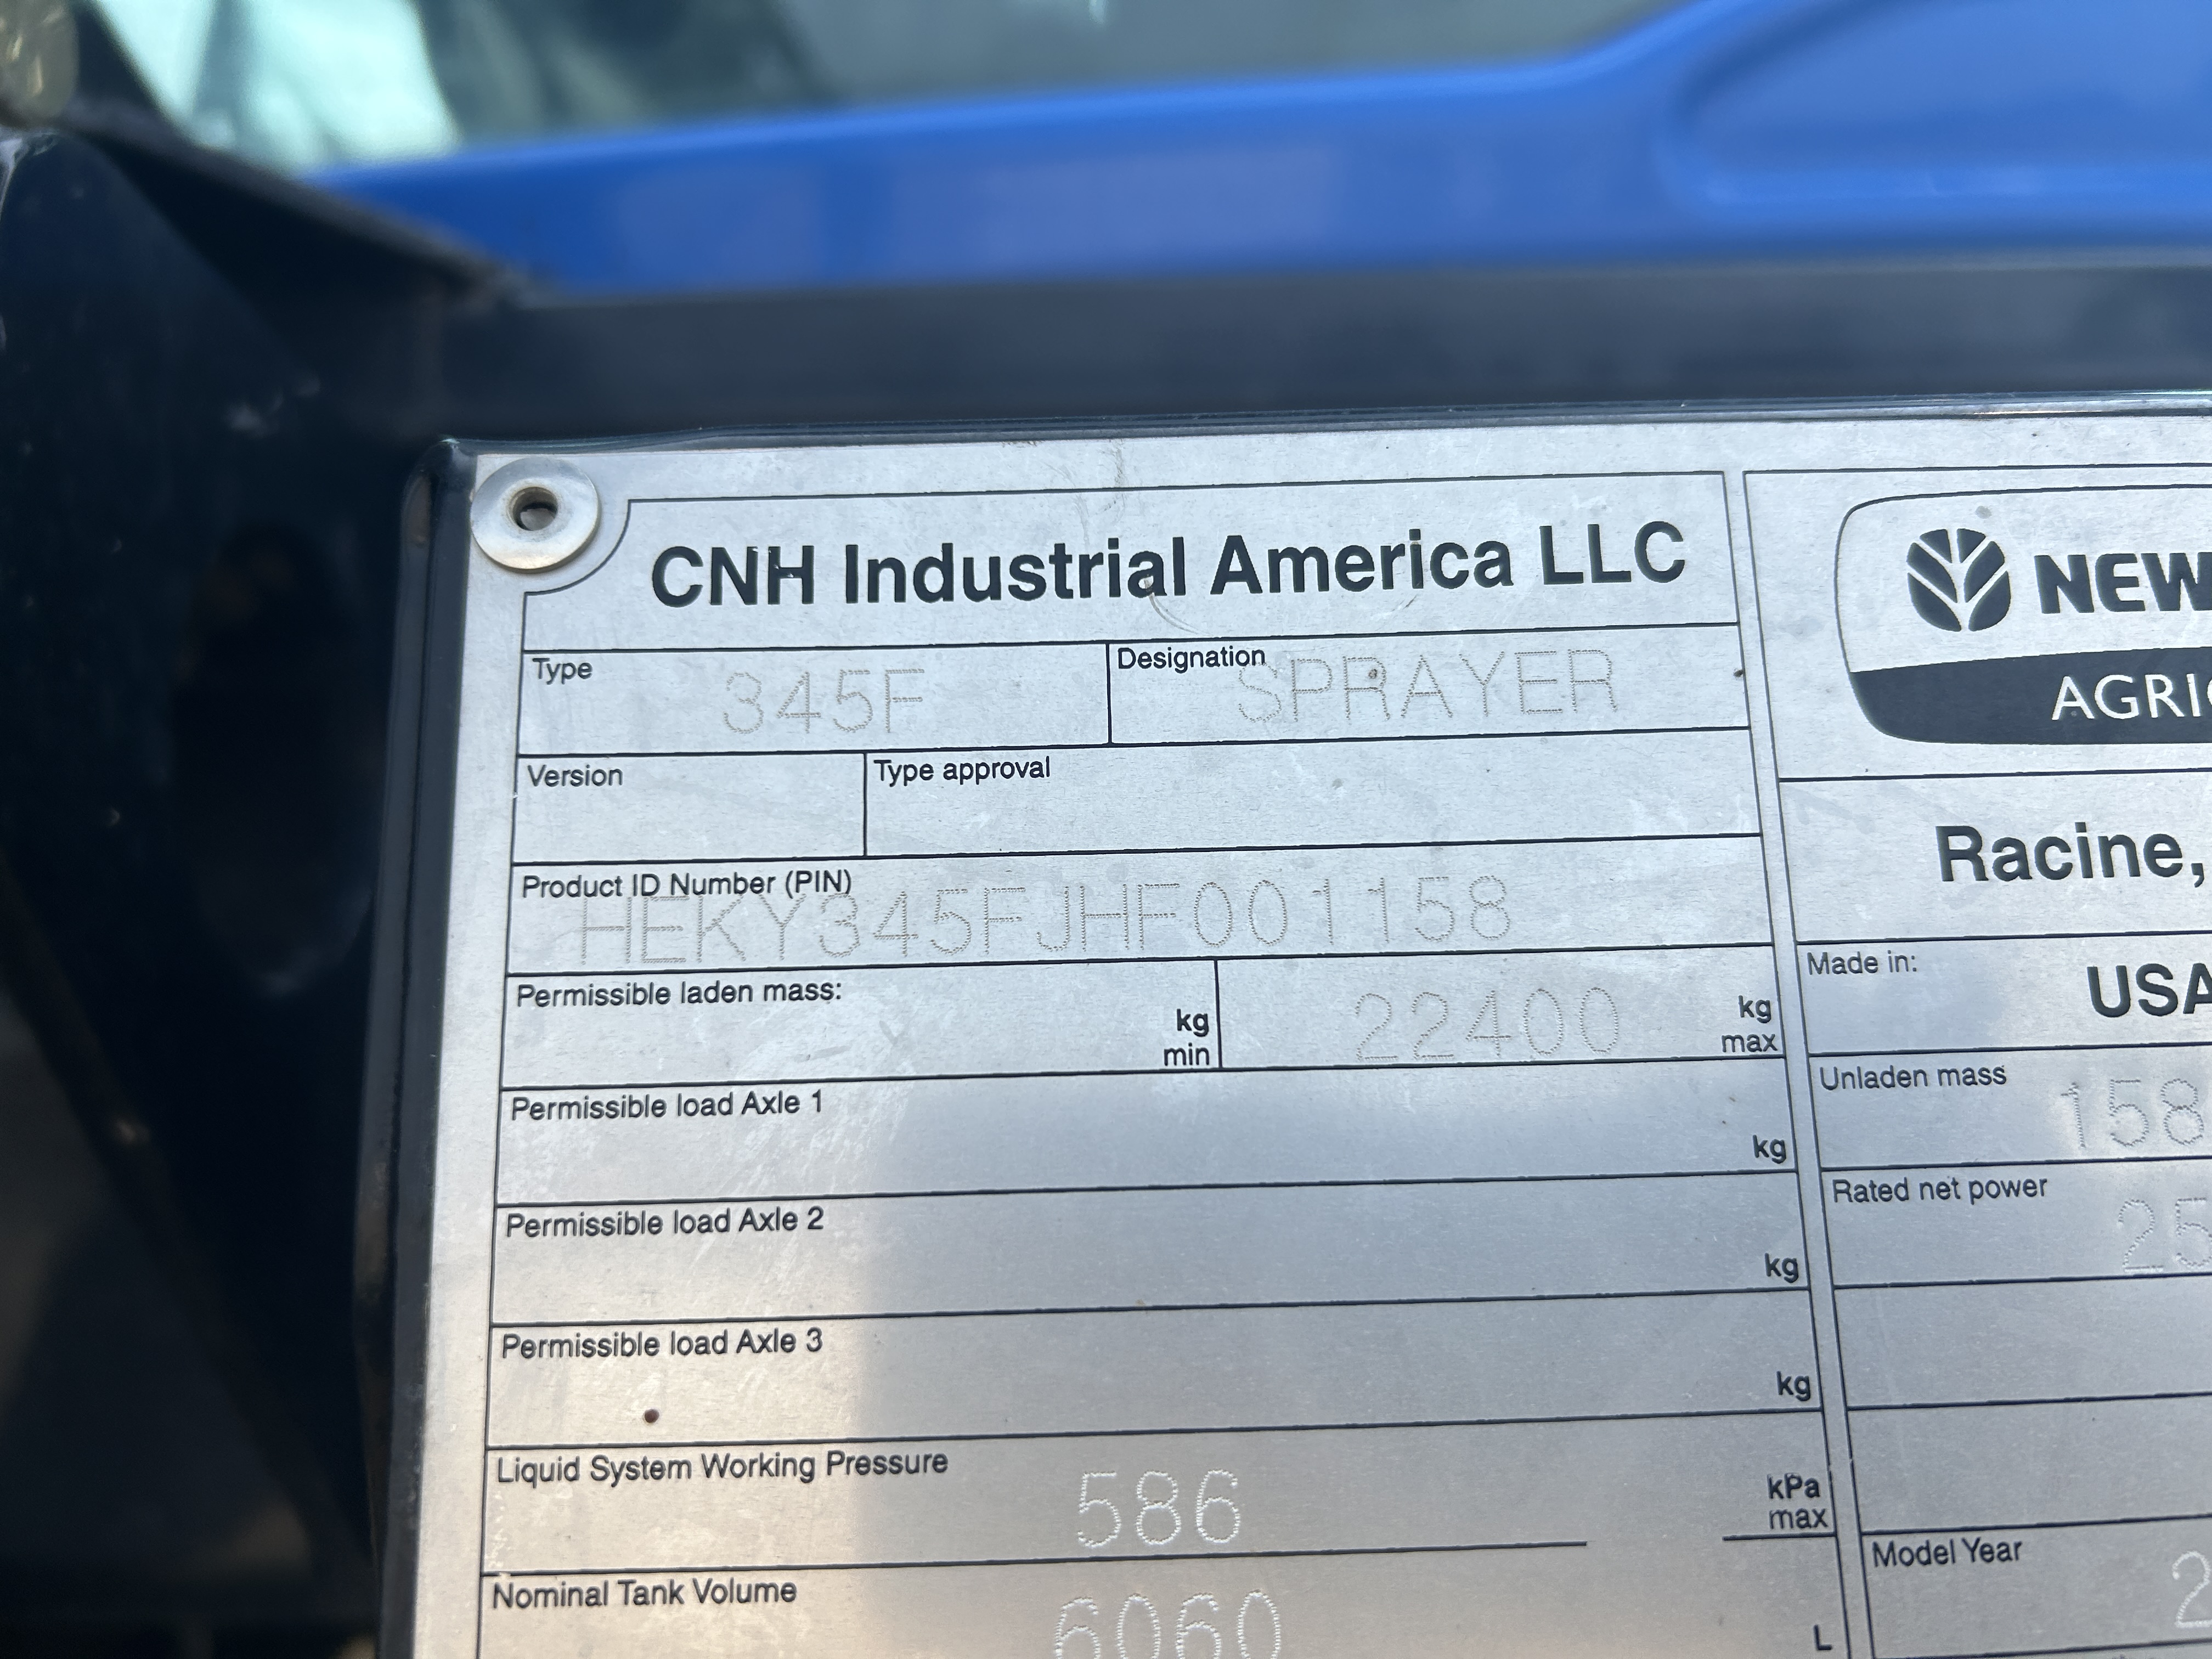 CNH Industrial America LLC
NEW
AGRI
Type
345F
Designation
SPRAYER
Version
Type approval
Racine,
Product ID Number (PIN)
HEKY345FJHF001158
Made in:
USA
Permissible laden mass:
kg
min
22400
kg
max
Unladen mass
158
Permissible load Axle 1
kg
Rated net power
25
Permissible load Axle 2
kg
Permissible load Axle 3
kg
Liquid System Working Pressure
586
kPa
max
Model Year
2
Nominal Tank Volume
6060
L